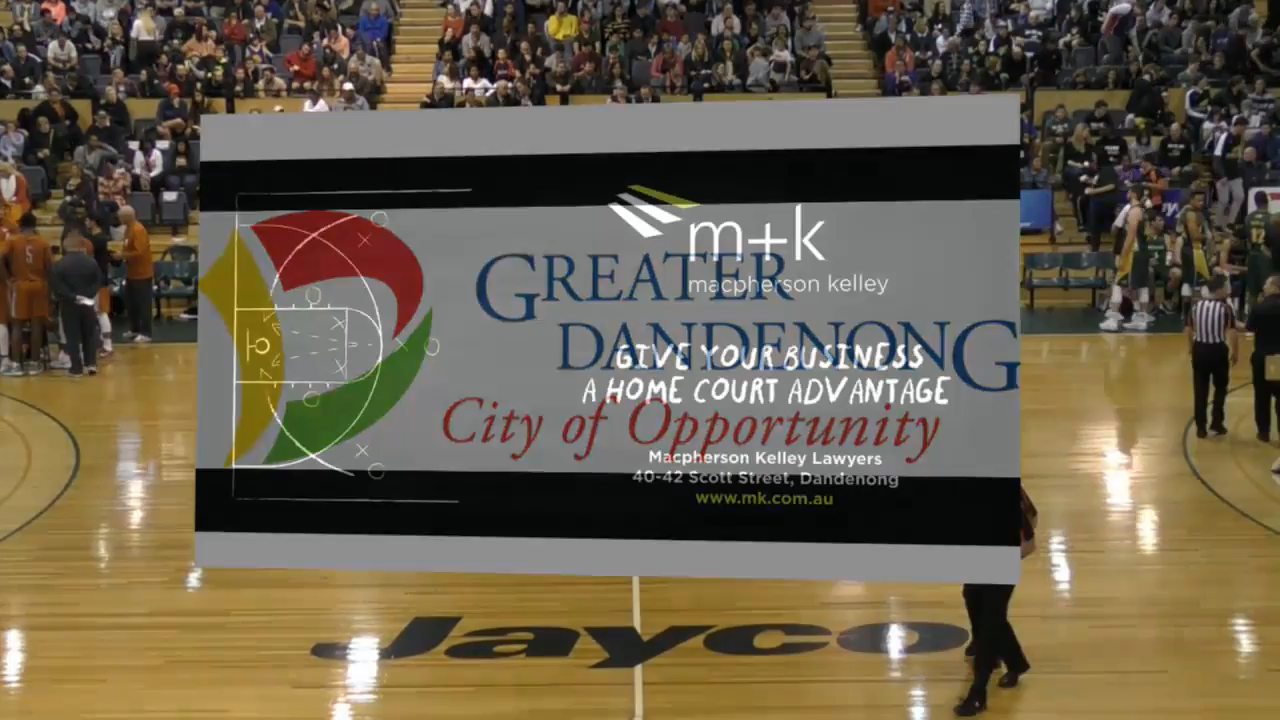 m+k
macpherson kelley
GREATER
DANDENONG
City of Opportunity
GIVE YOUR BUSINESS
A HOME COURT ADVANTAGE
Macpherson Kelley Lawyers
40-42 Scott Street, Dandenong
www.mk.com.au
Jayco
5